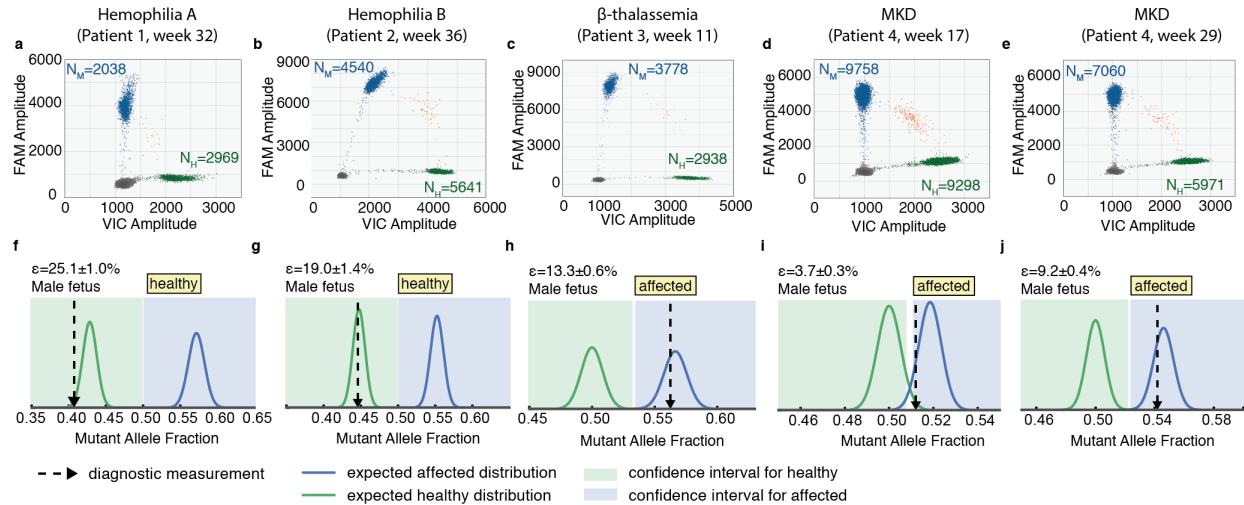 Hemophilia A
(Patient 1, week 32)
Hemophilia B
(Patient 2, week 36)
β-thalassemia
(Patient 3, week 11)
MKD
(Patient 4, week 17)
MKD
(Patient 4, week 29)
a
6000
4000
2000
0
FAM Amplitude
N_M=2038
N_H=2969
0 1000 2000 3000
VIC Amplitude
b
9000
6000
3000
0
FAM Amplitude
N_M=4540
N_H=5641
0 2000 4000 6000
VIC Amplitude
c
9000
6000
3000
0
FAM Amplitude
N_M=3778
N_H=2938
0 1000 3000 5000
VIC Amplitude
d
6000
4000
2000
0
FAM Amplitude
N_M=9758
N_H=9298
0 1000 2000 3000
VIC Amplitude
e
6000
4000
2000
0
FAM Amplitude
N_M=7060
N_H=5971
0 1000 2000 3000
VIC Amplitude
f
ε=25.1±1.0%
Male fetus
healthy
0.35 0.40 0.45 0.50 0.55 0.60 0.65
Mutant Allele Fraction
g
ε=19.0±1.4%
Male fetus
healthy
0.40 0.45 0.50 0.55 0.60
Mutant Allele Fraction
h
ε=13.3±0.6%
Male fetus
affected
0.45 0.50 0.55 0.60
Mutant Allele Fraction
i
ε=3.7±0.3%
Male fetus
affected
0.46 0.48 0.50 0.52 0.54
Mutant Allele Fraction
j
ε=9.2±0.4%
Male fetus
affected
0.46 0.50 0.54 0.58
Mutant Allele Fraction
diagnostic measurement
expected affected distribution
expected healthy distribution
confidence interval for healthy
confidence interval for affected